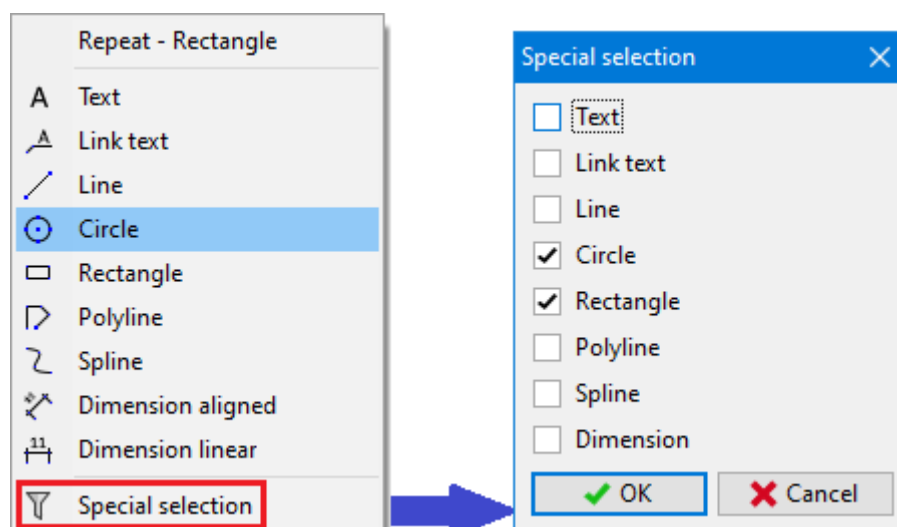 Repeat - Rectangle
Text
Link text
Line
Circle
Rectangle
Polyline
Spline
Dimension aligned
Dimension linear
Special selection
Special selection
Text
Link text
Line
Circle
Rectangle
Polyline
Spline
Dimension
OK Cancel